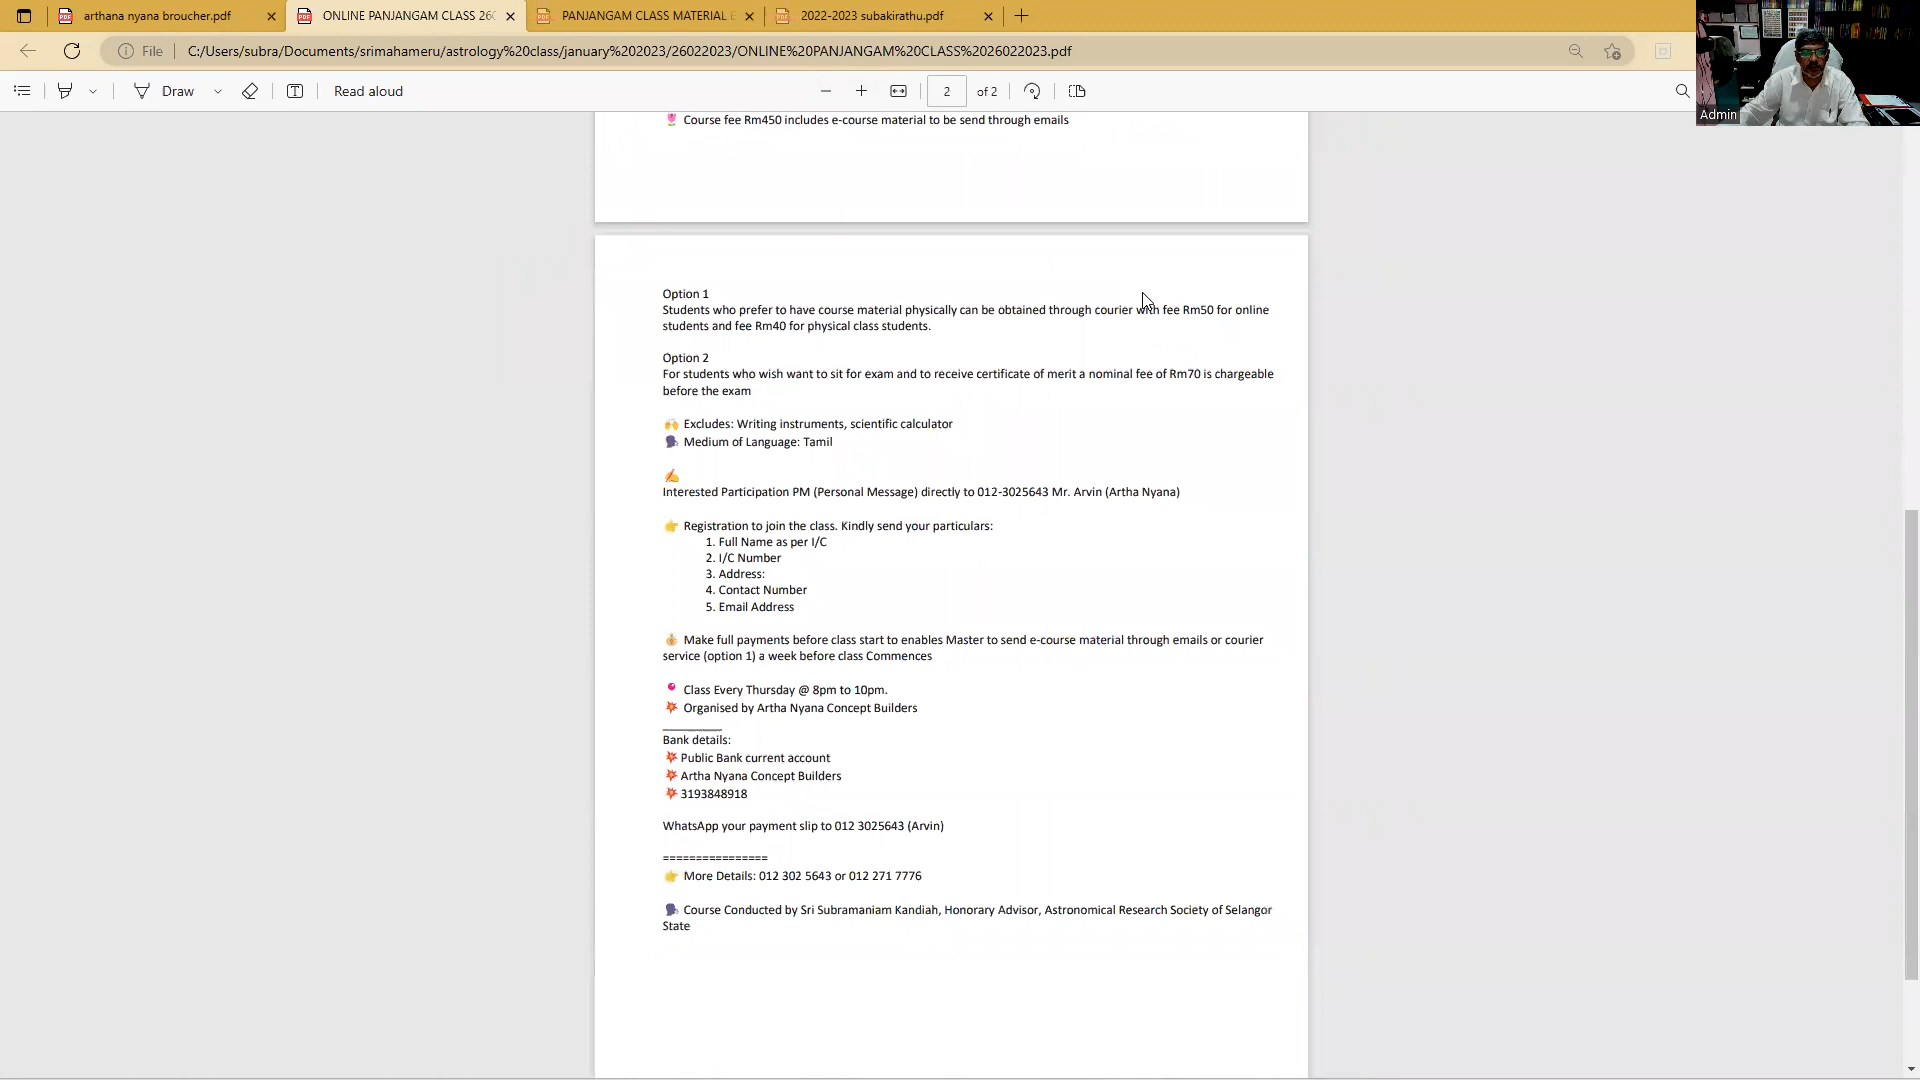 arthana nyana broucher.pdf
ONLINE PANJANGAM CLASS 260
PANJANGAM CLASS MATERIAL E
2022-2023 subakirathu.pdf
File
C:/Users/subra/Documents/srimahameru/astrology%20class/january%202023/26022023/ONLINE%20PANJANGAM%20CLASS%2026022023.pdf
Draw
Read aloud
2 of 2
Admin
Course fee Rm450 includes e-course material to be send through emails
Option 1
Students who prefer to have course material physically can be obtained through courier with fee Rm50 for online
students and fee Rm40 for physical class students.
Option 2
For students who wish want to sit for exam and to receive certificate of merit a nominal fee of Rm70 is chargeable
before the exam
🙌 Excludes: Writing instruments, scientific calculator
🗣 Medium of Language: Tamil
✍
Interested Participation PM (Personal Message) directly to 012-3025643 Mr. Arvin (Artha Nyana)
👉 Registration to join the class. Kindly send your particulars:
1. Full Name as per I/C
2. I/C Number
3. Address:
4. Contact Number
5. Email Address
Make full payments before class start to enables Master to send e-course material through emails or courier
service (option 1) a week before class Commences
📍 Class Every Thursday @ 8pm to 10pm.
💥 Organised by Artha Nyana Concept Builders
_________
Bank details:
💥 Public Bank current account
💥 Artha Nyana Concept Builders
💥 3193848918
WhatsApp your payment slip to 012 3025643 (Arvin)
================
👉 More Details: 012 302 5643 or 012 271 7776
🗣 Course Conducted by Sri Subramaniam Kandiah, Honorary Advisor, Astronomical Research Society of Selangor
State